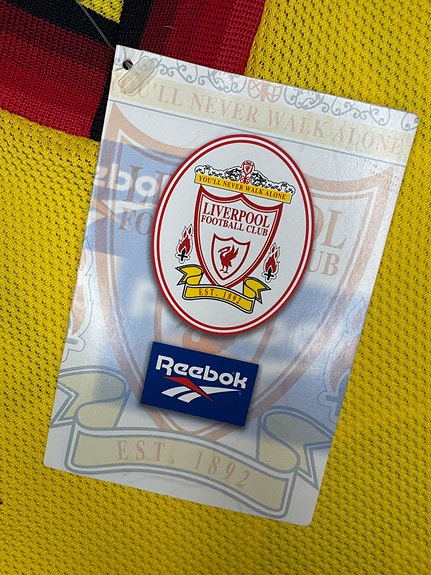 YOU'LL NEVER WALK ALONE
YOU'LL NEVER WALK ALONE
LIVERPOOL
FOOTBALL CLUB
EST. 1892
Reebok
EST. 1892